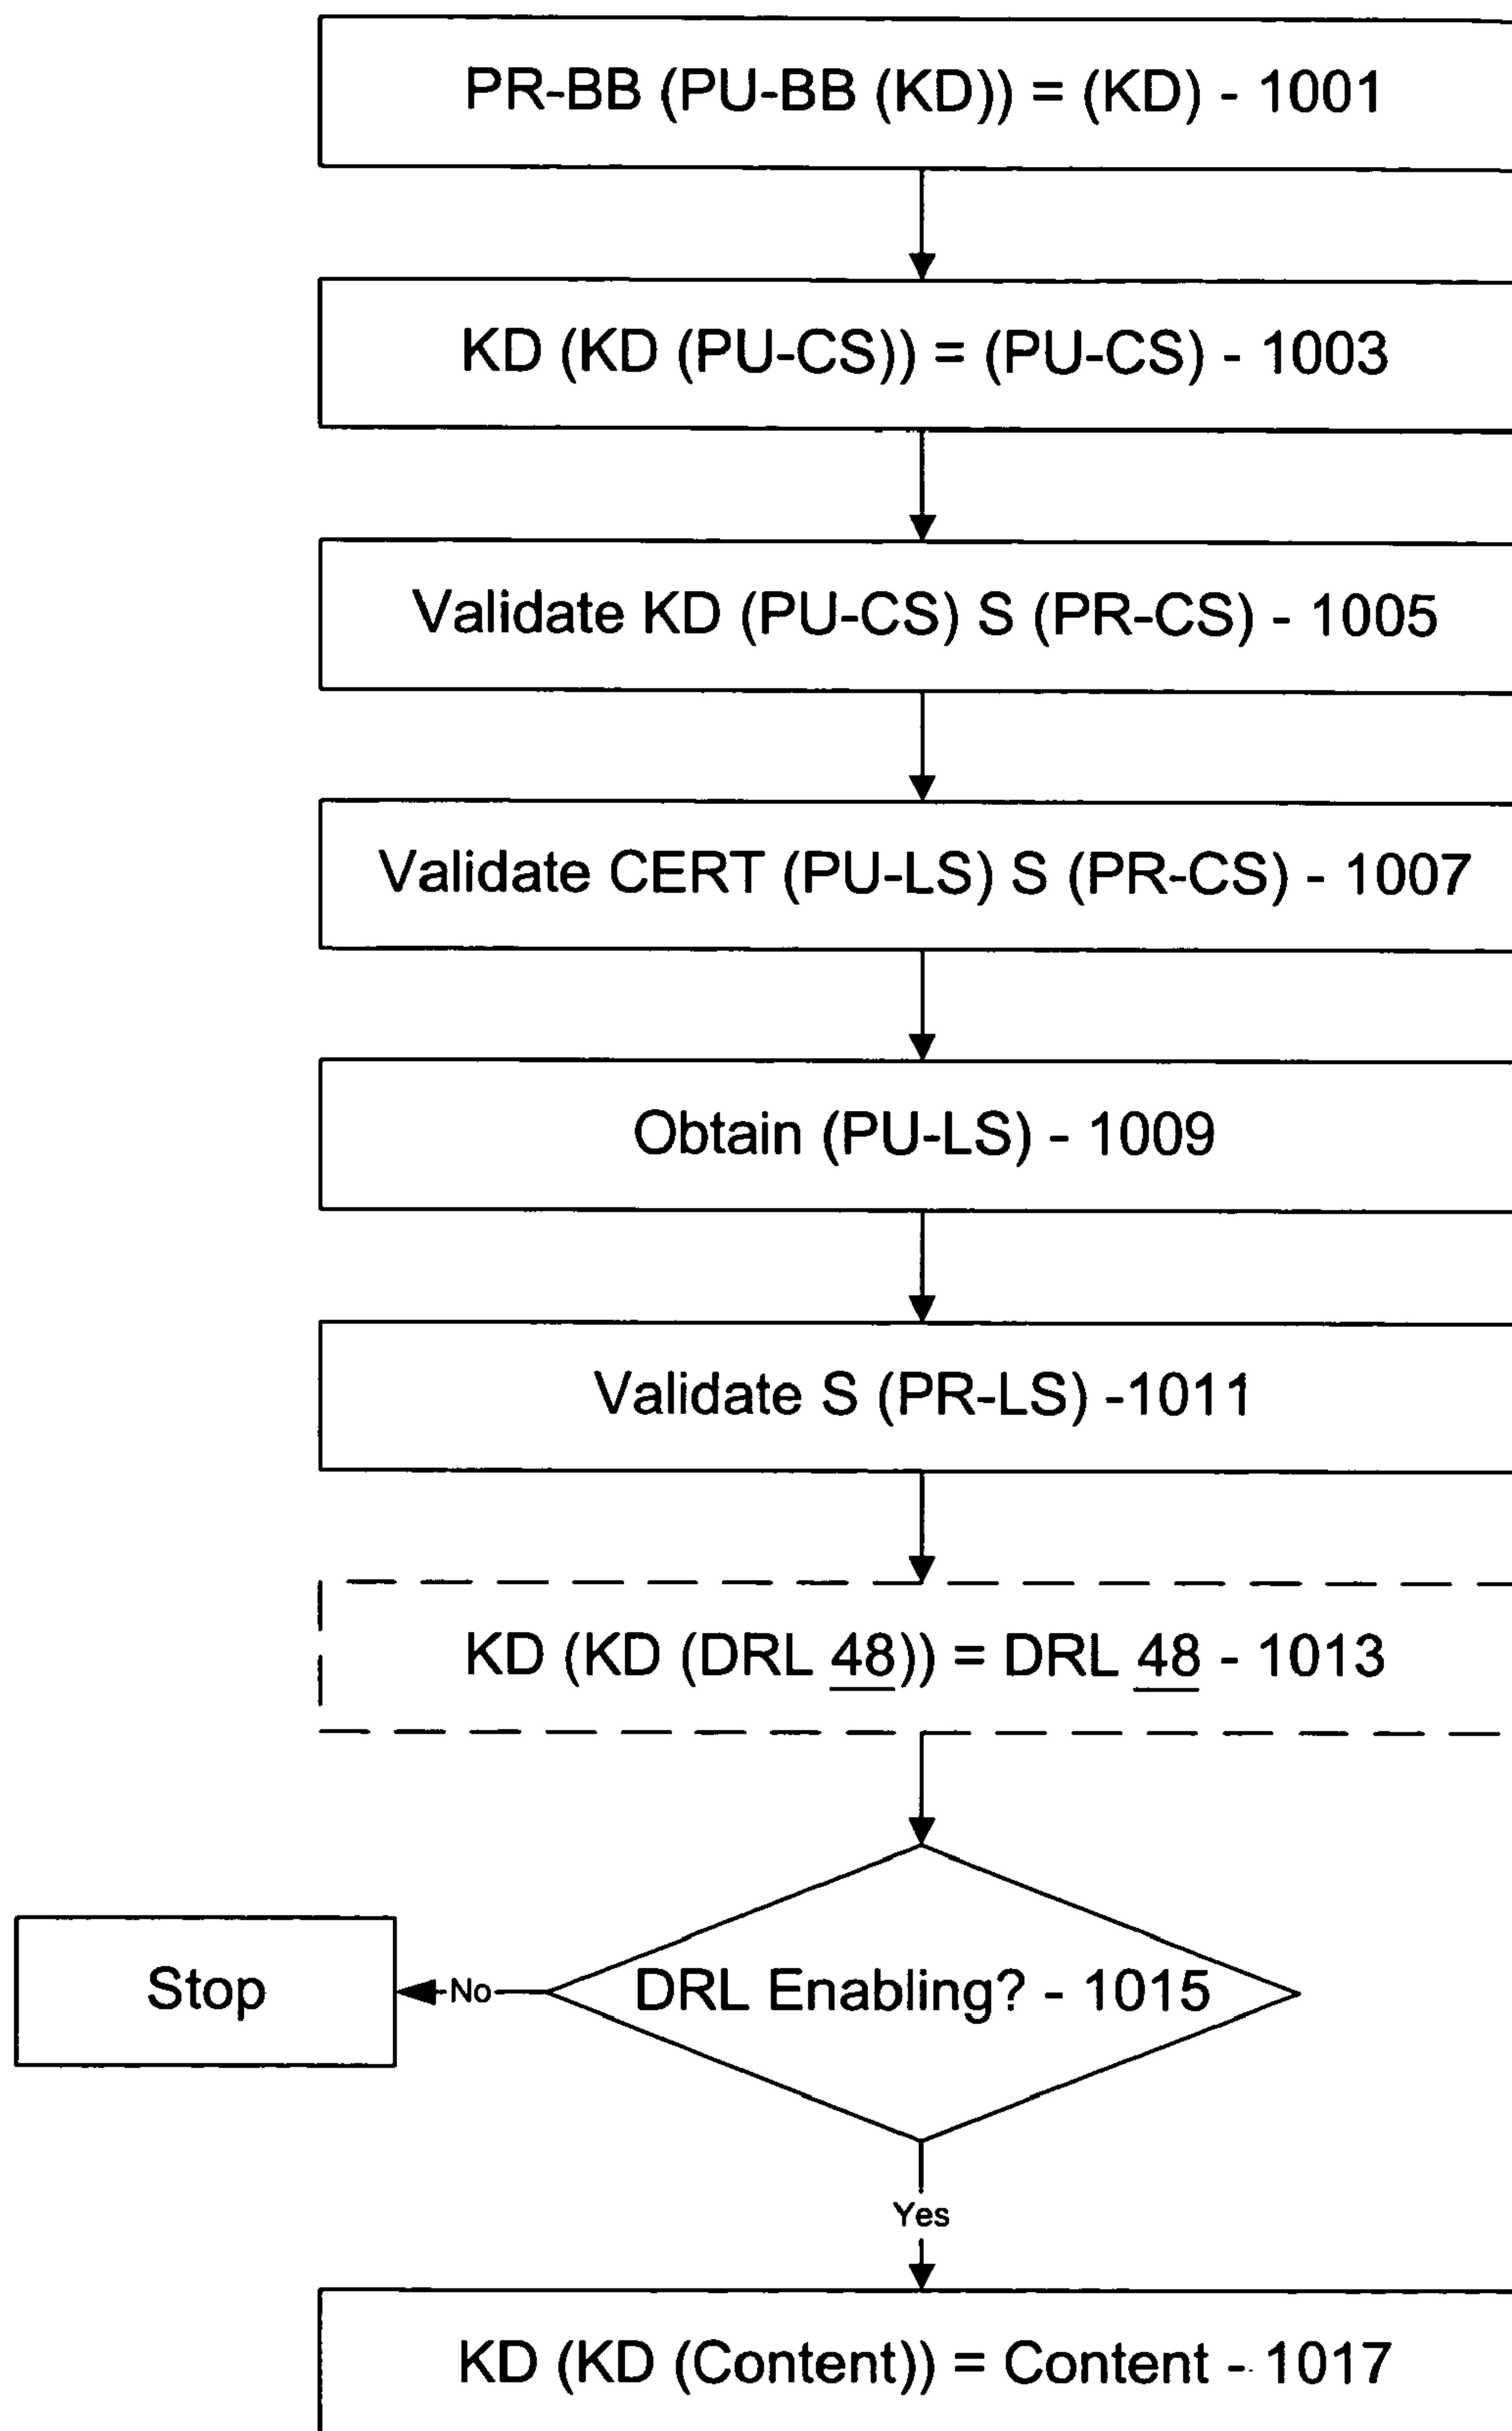 PR-BB (PU-BB (KD)) = (KD) - 1001
KD (KD (PU-CS)) = (PU-CS) - 1003
Validate KD (PU-CS) S (PR-CS) - 1005
Validate CERT (PU-LS) S (PR-CS) - 1007
Obtain (PU-LS) - 1009
Validate S (PR-LS) -1011
KD (KD (DRL 48)) = DRL 48 - 1013
DRL Enabling? - 1015
No
Stop
Yes
KD (KD (Content)) = Content - 1017